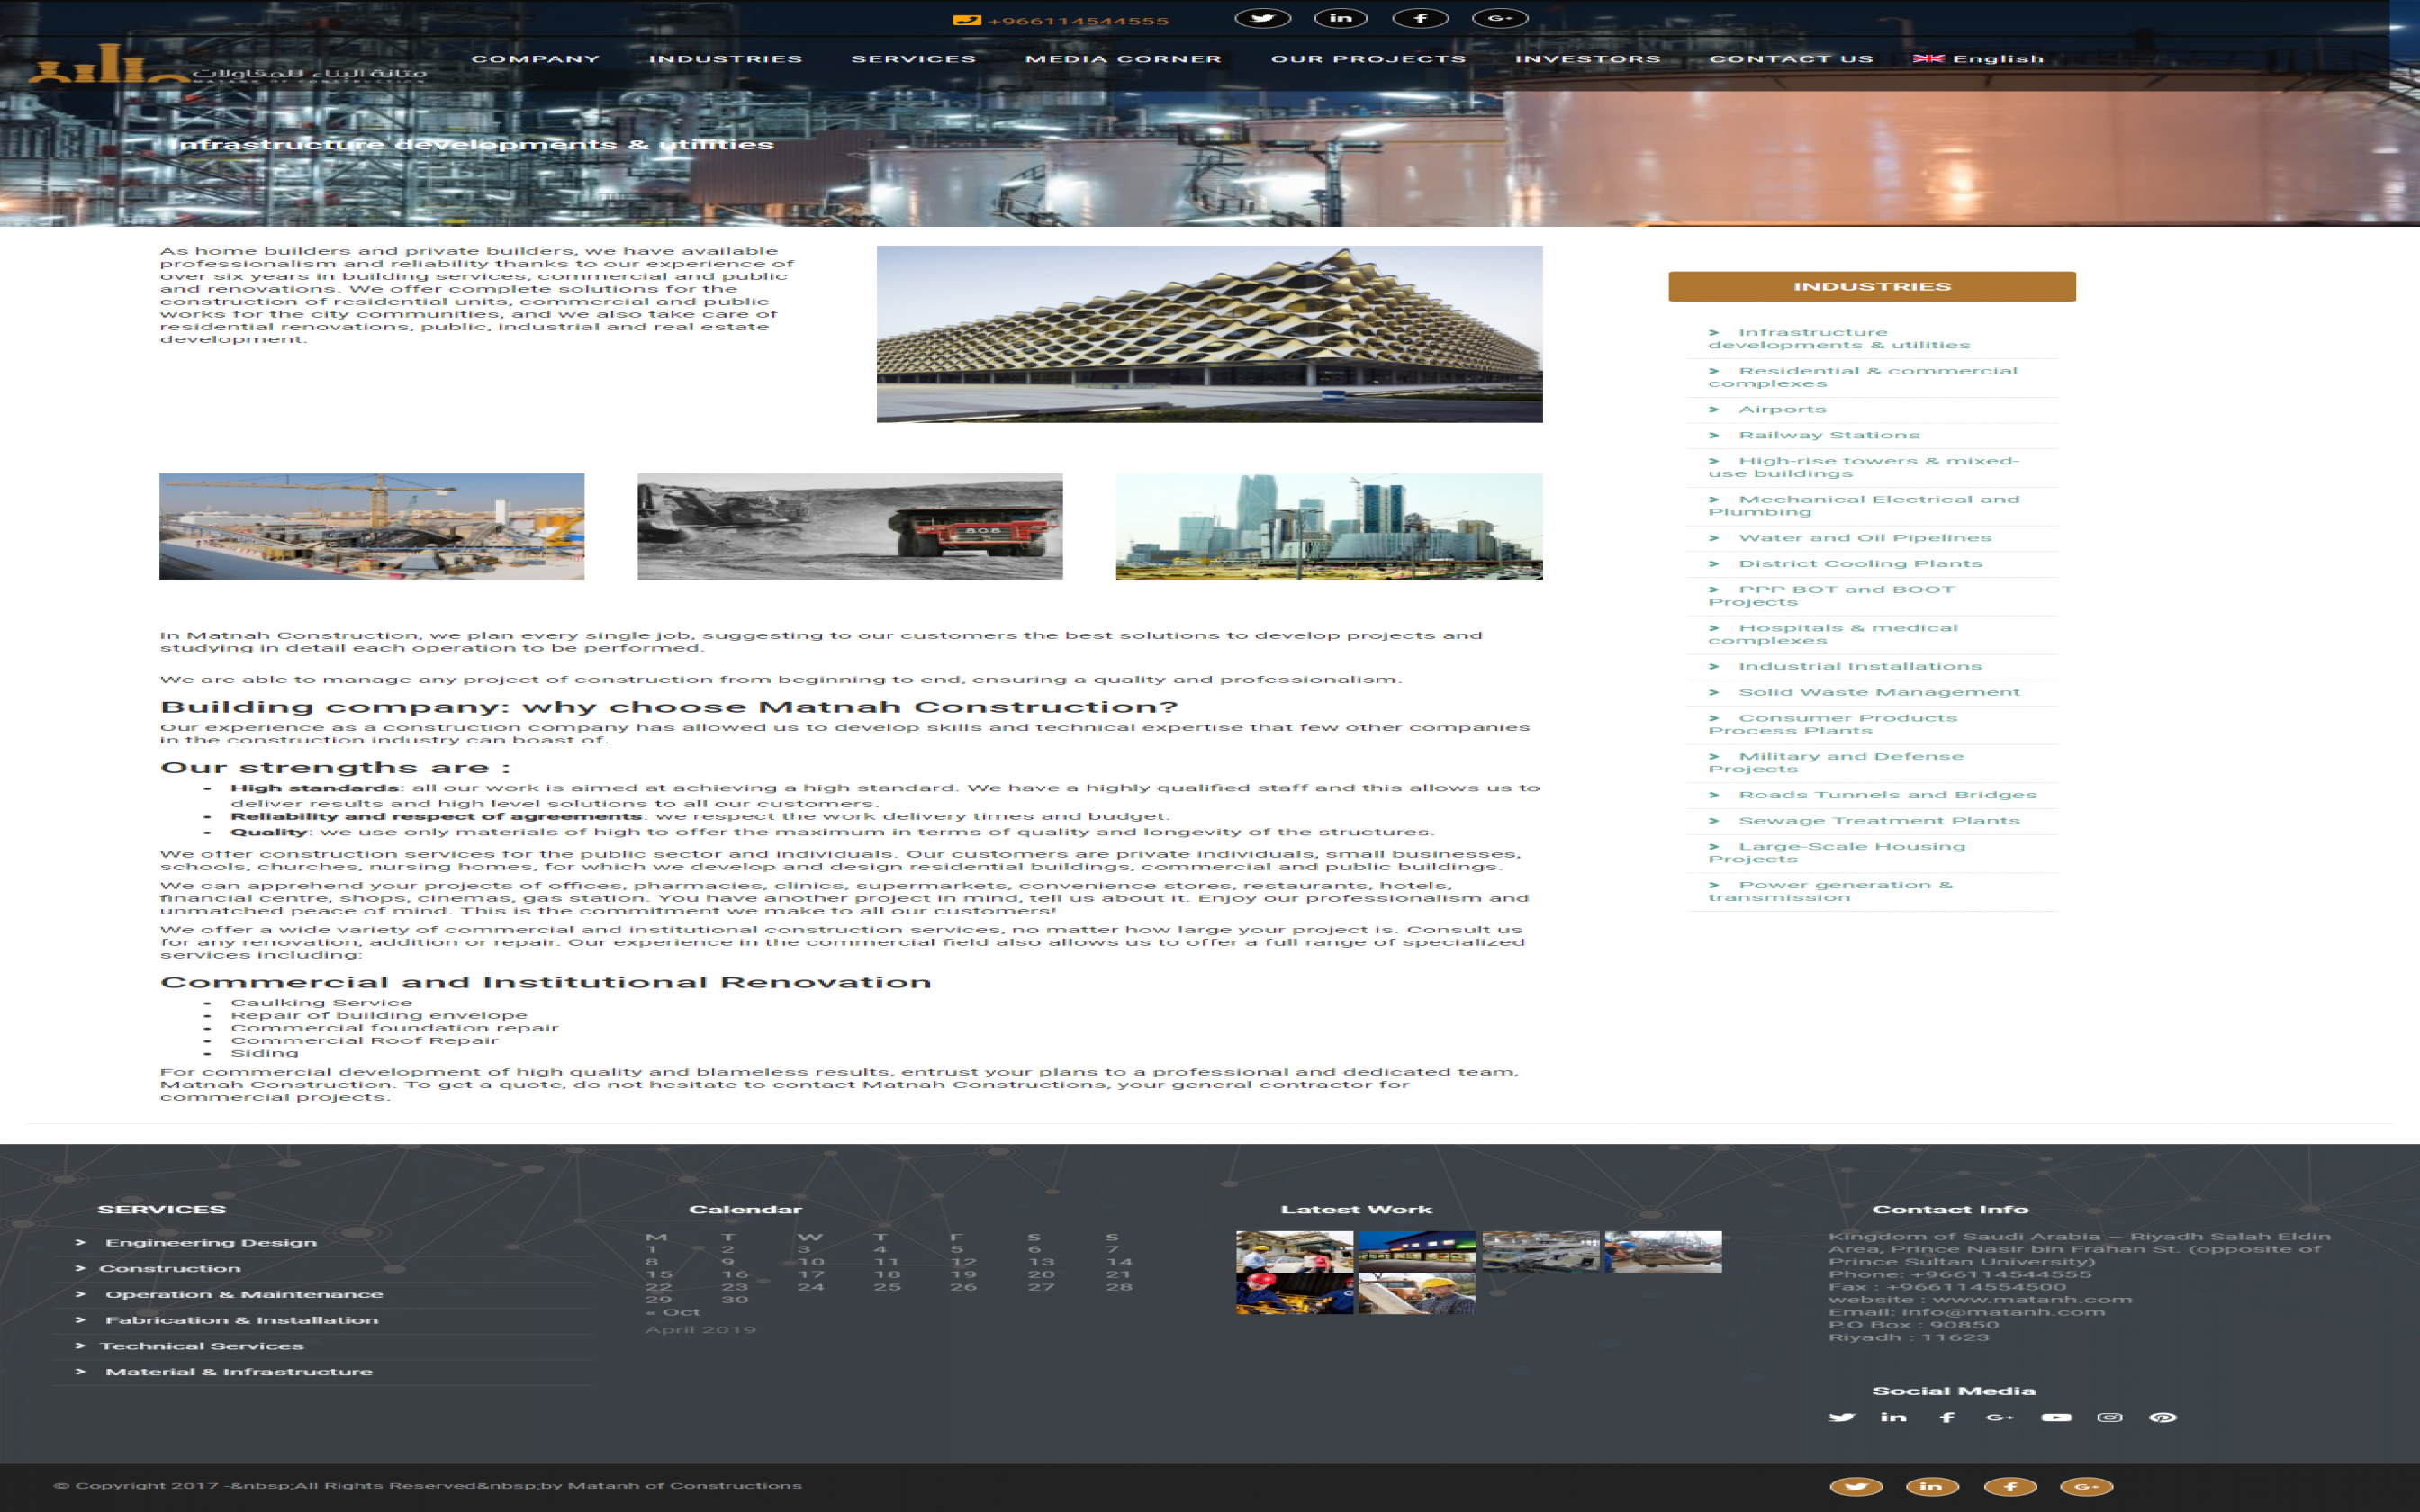 +966114544555
متانة البناء للمقاولات
COMPANY INDUSTRIES SERVICES MEDIA CORNER OUR PROJECTS INVESTORS CONTACT US English
Infrastructure developments & utilities
As home builders and private builders, we have available
professionalism and reliability thanks to our experience of
over six years in building services, commercial and public
and renovations. We offer complete solutions for the
construction of residential units, commercial and public
works for the city communities, and we also take care of
residential renovations, public, industrial and real estate
development.
808
In Matnah Construction, we plan every single job, suggesting to our customers the best solutions to develop projects and
studying in detail each operation to be performed.
We are able to manage any project of construction from beginning to end, ensuring a quality and professionalism.
Building company: why choose Matnah Construction?
Our experience as a construction company has allowed us to develop skills and technical expertise that few other companies
in the construction industry can boast of.
Our strengths are :
• High standards: all our work is aimed at achieving a high standard. We have a highly qualified staff and this allows us to
deliver results and high level solutions to all our customers.
• Reliability and respect of agreements: we respect the work delivery times and budget.
• Quality: we use only materials of high to offer the maximum in terms of quality and longevity of the structures.
We offer construction services for the public sector and individuals. Our customers are private individuals, small businesses,
schools, churches, nursing homes, for which we develop and design residential buildings, commercial and public buildings.
We can apprehend your projects of offices, pharmacies, clinics, supermarkets, convenience stores, restaurants, hotels,
financial centre, shops, cinemas, gas station. You have another project in mind, tell us about it. Enjoy our professionalism and
unmatched peace of mind. This is the commitment we make to all our customers!
We offer a wide variety of commercial and institutional construction services, no matter how large your project is. Consult us
for any renovation, addition or repair. Our experience in the commercial field also allows us to offer a full range of specialized
services including:
Commercial and Institutional Renovation
• Caulking Service
• Repair of building envelope
• Commercial foundation repair
• Commercial Roof Repair
• Siding
For commercial development of high quality and blameless results, entrust your plans to a professional and dedicated team,
Matnah Construction. To get a quote, do not hesitate to contact Matnah Constructions, your general contractor for
commercial projects.
INDUSTRIES
> Infrastructure
developments & utilities
> Residential & commercial
complexes
> Airports
> Railway Stations
> High-rise towers & mixed-
use buildings
> Mechanical Electrical and
Plumbing
> Water and Oil Pipelines
> District Cooling Plants
> PPP BOT and BOOT
Projects
> Hospitals & medical
complexes
> Industrial Installations
> Solid Waste Management
> Consumer Products
Process Plants
> Military and Defense
Projects
> Roads Tunnels and Bridges
> Sewage Treatment Plants
> Large-Scale Housing
Projects
> Power generation &
transmission
SERVICES
> Engineering Design
> Construction
> Operation & Maintenance
> Fabrication & Installation
> Technical Services
> Material & Infrastructure
Calendar
M T W T F S S
1 2 3 4 5 6 7
8 9 10 11 12 13 14
15 16 17 18 19 20 21
22 23 24 25 26 27 28
29 30
« Oct
April 2019
Latest Work
Contact Info
Kingdom of Saudi Arabia – Riyadh Salah Eldin
Area, Prince Nasir bin Frahan St. (opposite of
Prince Sultan University)
Phone: +966114544555
Fax : +966114554500
website : www.matanh.com
Email: info@matanh.com
P.O Box : 90850
Riyadh : 11623
Social Media
© Copyright 2017 -&nbsp;All Rights Reserved&nbsp;by Matanh of Constructions